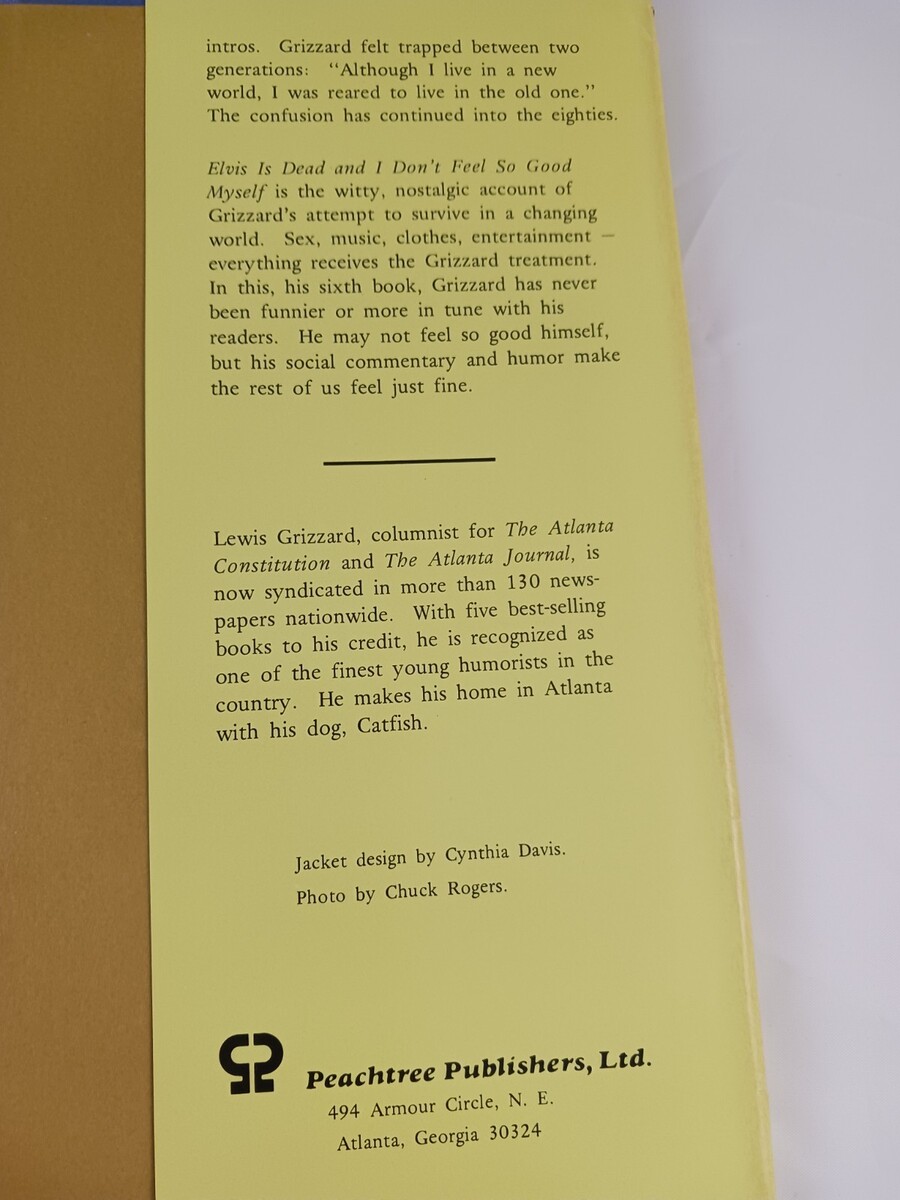 intros. Grizzard felt trapped between two
generations: "Although I live in a new
world, I was reared to live in the old one."
The confusion has continued into the eighties.
Elvis Is Dead and I Don't Feel So Good
Myself is the witty, nostalgic account of
Grizzard's attempt to survive in a changing
world. Sex, music, clothes, entertainment —
everything receives the Grizzard treatment.
In this, his sixth book, Grizzard has never
been funnier or more in tune with his
readers. He may not feel so good himself,
but his social commentary and humor make
the rest of us feel just fine.
Lewis Grizzard, columnist for The Atlanta
Constitution and The Atlanta Journal, is
now syndicated in more than 130 news-
papers nationwide. With five best-selling
books to his credit, he is recognized as
one of the finest young humorists in the
country. He makes his home in Atlanta
with his dog, Catfish.
Jacket design by Cynthia Davis.
Photo by Chuck Rogers.
Peachtree Publishers, Ltd.
494 Armour Circle, N. E.
Atlanta, Georgia 30324